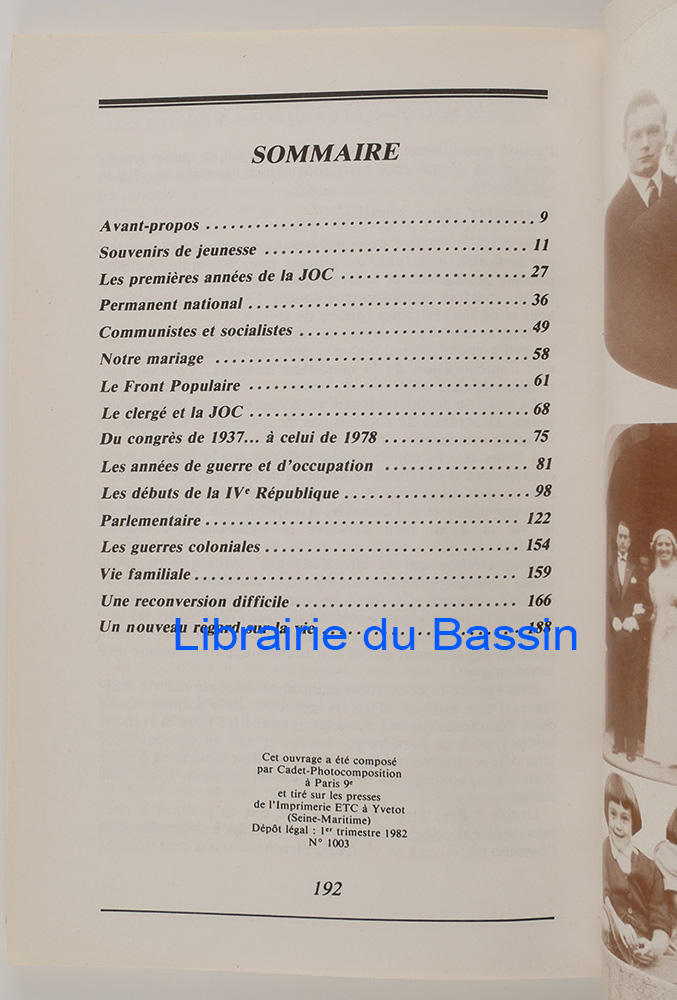 SOMMAIRE
Avant-propos ........................................ 9
Souvenirs de jeunesse ................................ 11
Les premières années de la JOC ....................... 27
Permanent national .................................. 36
Communistes et socialistes ............................ 49
Notre mariage ...................................... 58
Le Front Populaire .................................. 61
Le clergé et la JOC .................................. 68
Du congrès de 1937... à celui de 1978 ................. 75
Les années de guerre et d'occupation ................. 81
Les débuts de la IVe République ....................... 98
Parlementaire ...................................... 122
Les guerres coloniales ............................... 154
Vie familiale ....................................... 159
Une reconversion difficile ........................... 166
Un nouveau regard sur la vie ........................ 188
Librairie du Bassin
Cet ouvrage a été composé
par Cadet-Photocomposition
à Paris 9e
et tiré sur les presses
de l'Imprimerie ETC à Yvetot
(Seine-Maritime)
Dépôt légal : 1er trimestre 1982
N° 1003
192